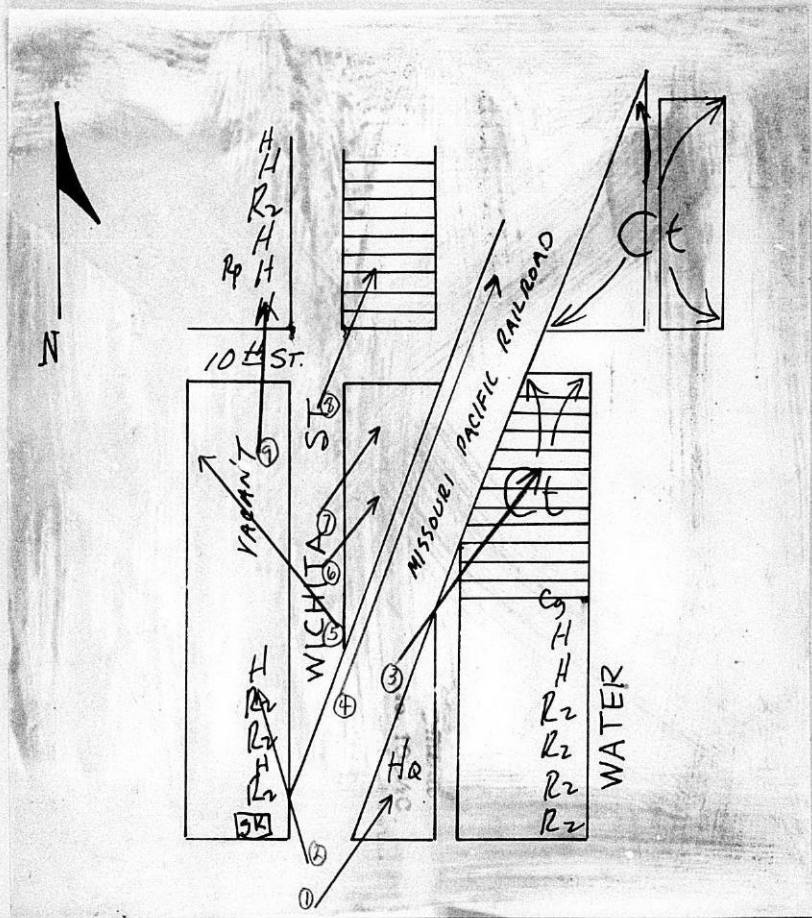 H
H
R2
H
Rp H
H
N
10th ST.
Ct
ST
⑧
⑨
VACAN'T
MISSOURI PACIFIC RAILROAD
Ct
WICHITA
⑦
⑥
⑤
④
③
Cg
H
H
R2
R2
R2
R2
WATER
H
R2
R2
H
R2
SK
HQ
②
①